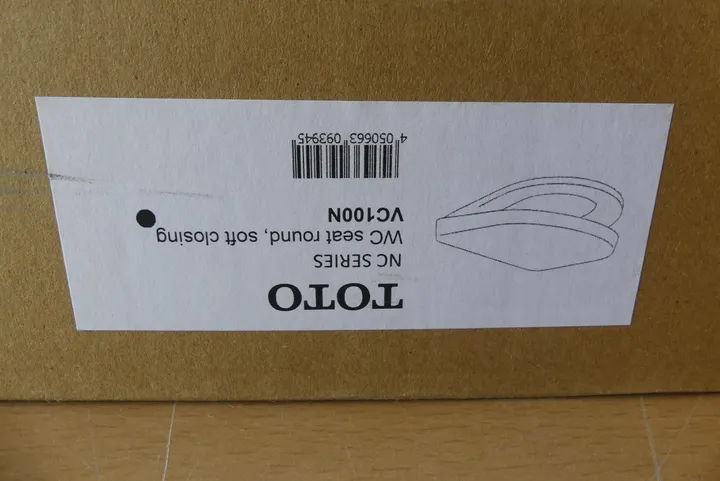 TOTO
NC SERIES
WC seat round, soft closing
VC100N
4 050663 093945